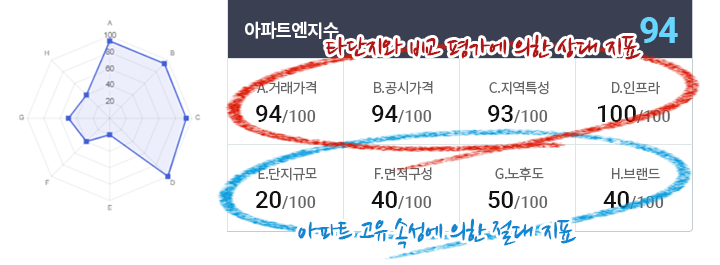 A
B
C
D
E
F
G
H
100
80
60
40
20
아파트엔지수
94
타단지와 비교 평가에 의한 상대 지표
A.거래가격 B.공시가격 C.지역특성 D.인프라
94/100 94/100 93/100 100/100
E.단지규모 F.면적구성 G.노후도 H.브랜드
20/100 40/100 50/100 40/100
아파트 고유 속성에 의한 절대 지표